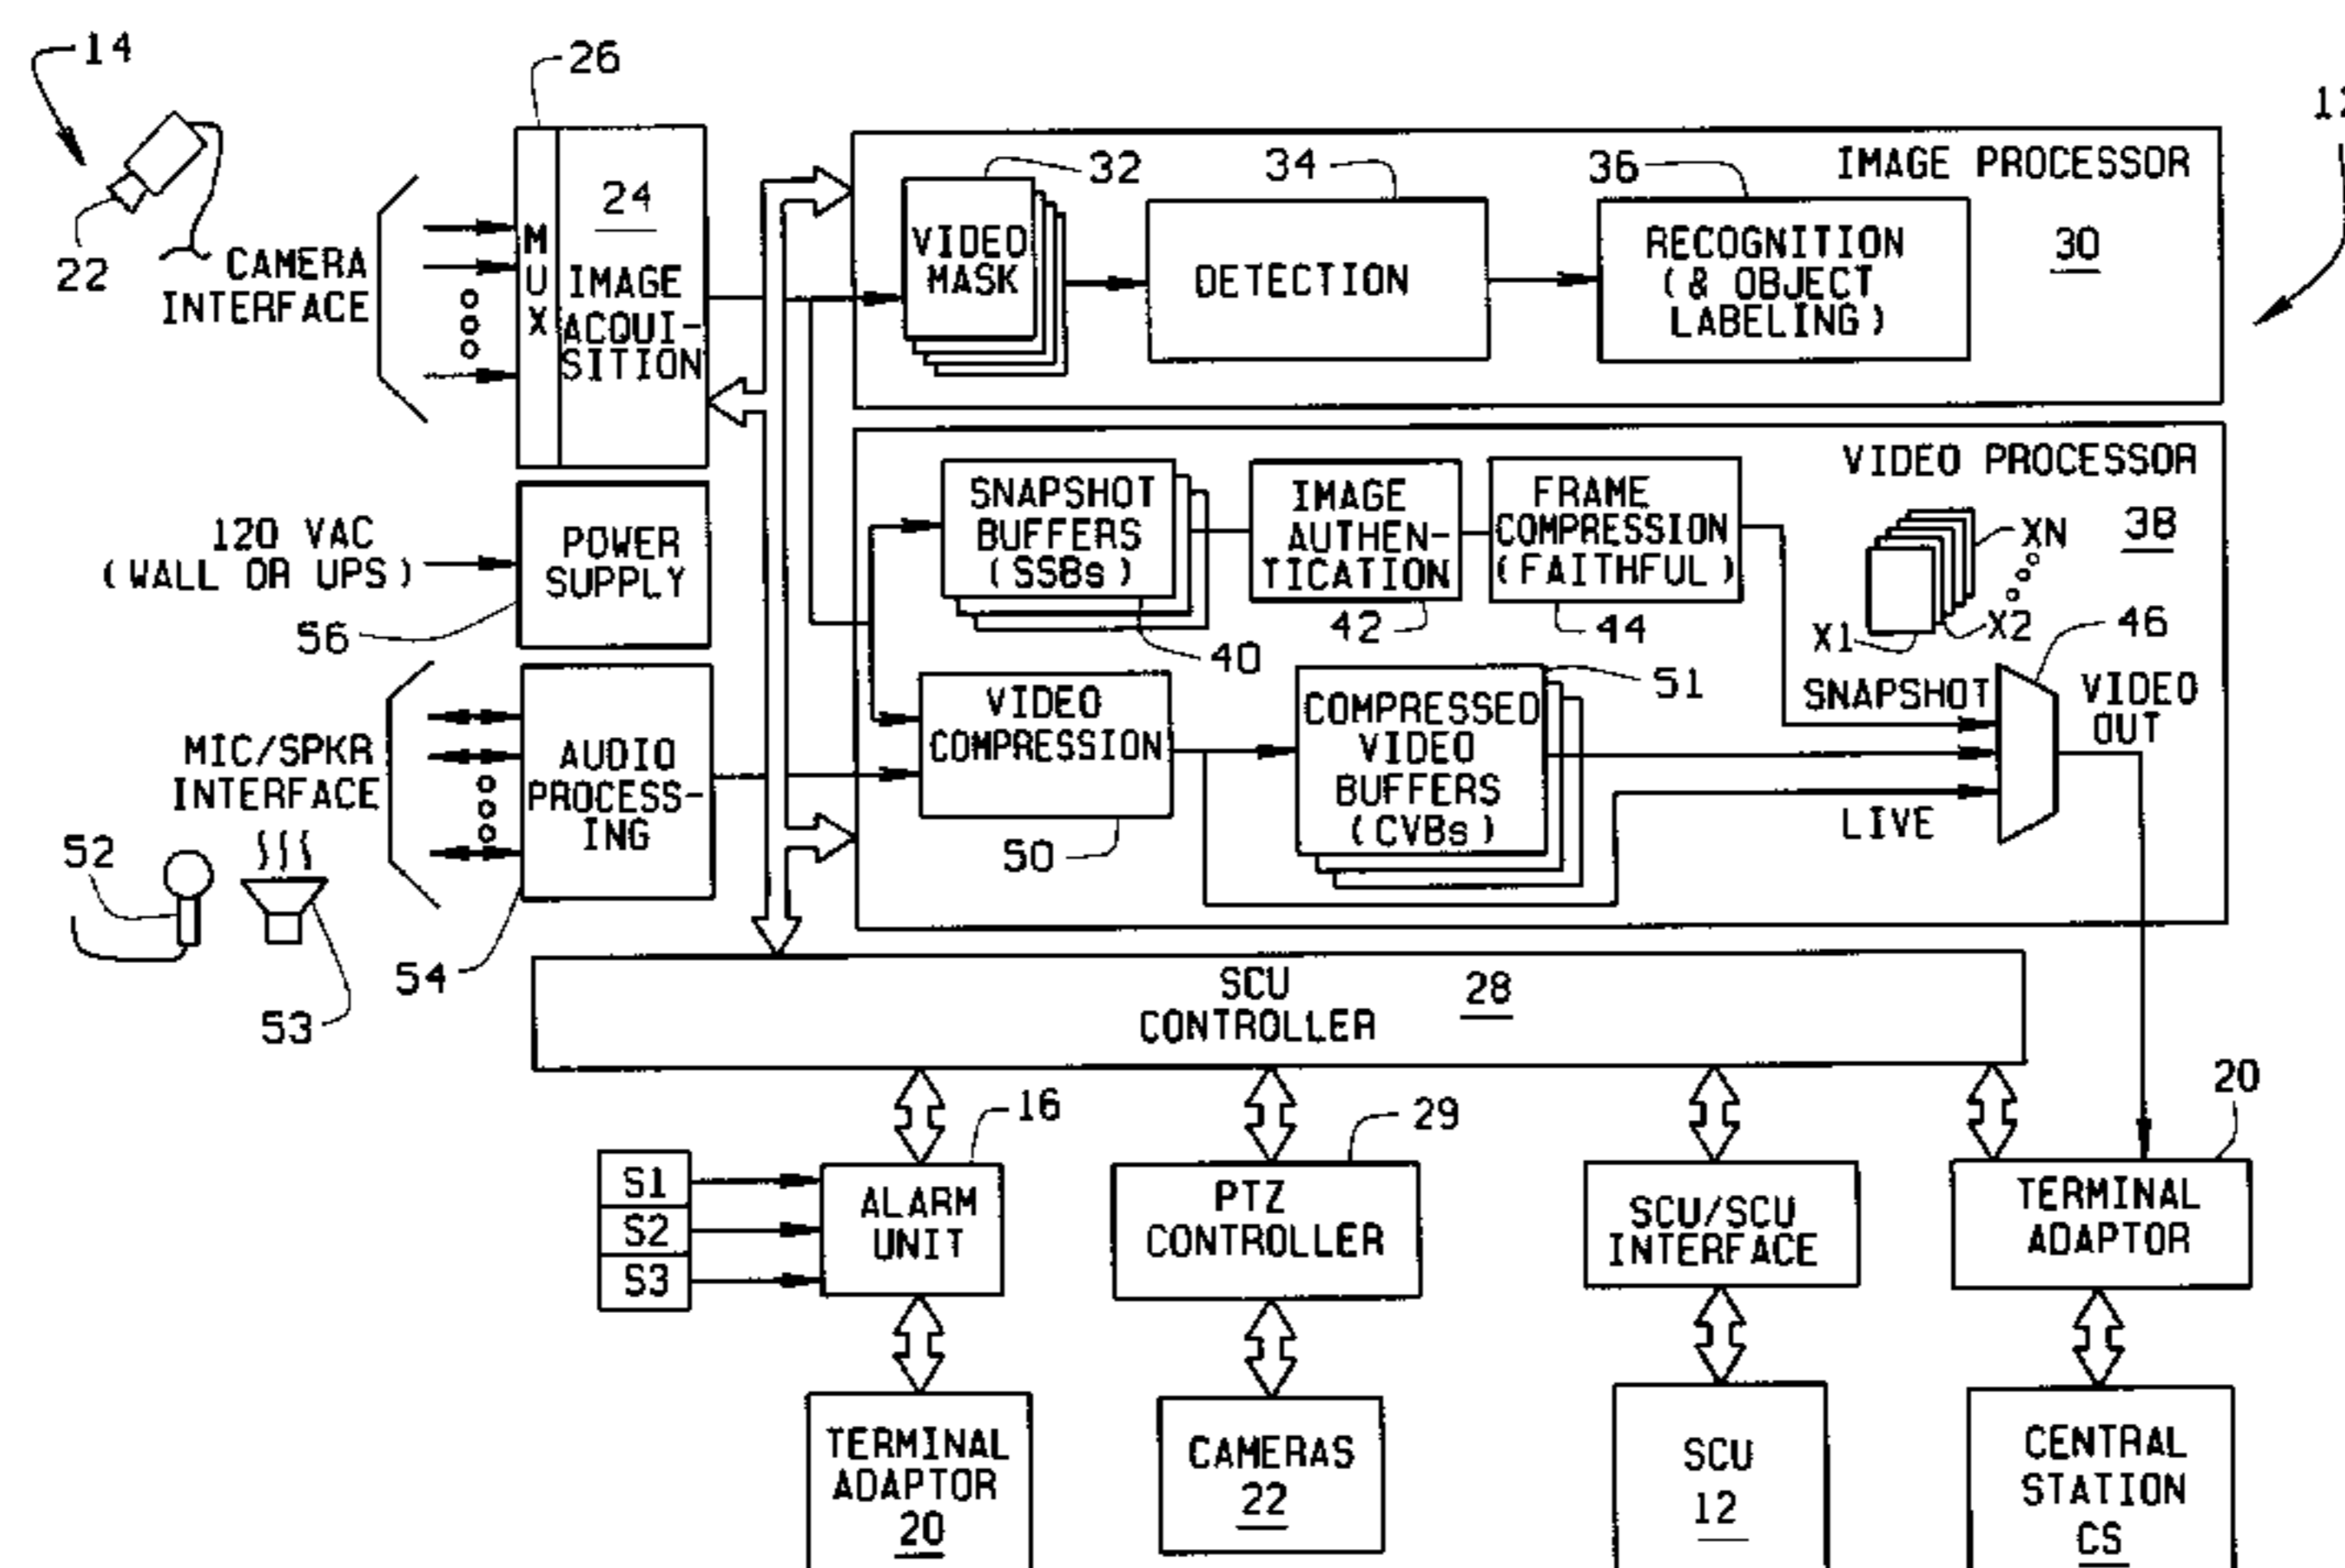 14
26
12
22
CAMERA
INTERFACE
MUX
24
IMAGE
ACQUI-
SITION
32
34
36
IMAGE PROCESSOR
30
VIDEO
MASK
DETECTION
RECOGNITION
(& OBJECT
LABELING)
120 VAC
(WALL OR UPS)
POWER
SUPPLY
56
VIDEO PROCESSOR
38
SNAPSHOT
BUFFERS
(SSBs)
40
IMAGE
AUTHEN-
TICATION
42
FRAME
COMPRESSION
(FAITHFUL)
44
XN
X2
X1
46
SNAPSHOT
VIDEO
OUT
LIVE
MIC/SPKR
INTERFACE
52
53
AUDIO
PROCESS-
ING
54
VIDEO
COMPRESSION
50
COMPRESSED
VIDEO
BUFFERS
(CVBs)
51
SCU
CONTROLLER
28
16
29
20
S1
S2
S3
ALARM
UNIT
PTZ
CONTROLLER
SCU/SCU
INTERFACE
TERMINAL
ADAPTOR
TERMINAL
ADAPTOR
20
CAMERAS
22
SCU
12
CENTRAL
STATION
CS